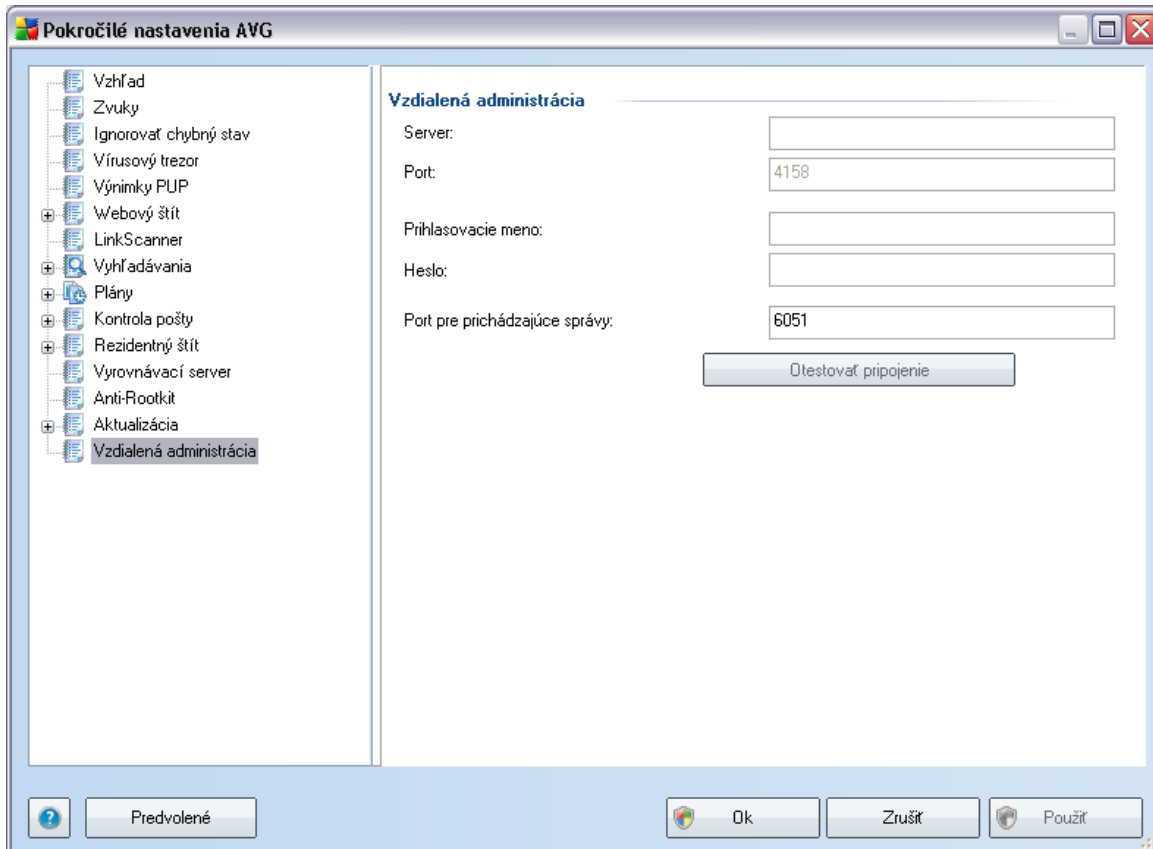 Pokročilé nastavenia AVG
Vzhľad
Zvuky
Ignorovať chybný stav
Vírusový trezor
Výnimky PUP
Webový štít
LinkScanner
Vyhľadávania
Plány
Kontrola pošty
Rezidentný štít
Vyrovnávací server
Anti-Rootkit
Aktualizácia
Vzdialená administrácia
Vzdialená administrácia
Server:
Port: 4158
Prihlasovacie meno:
Heslo:
Port pre prichádzajúce správy: 6051
Otestovať pripojenie
Predvolené Ok Zrušiť Použiť